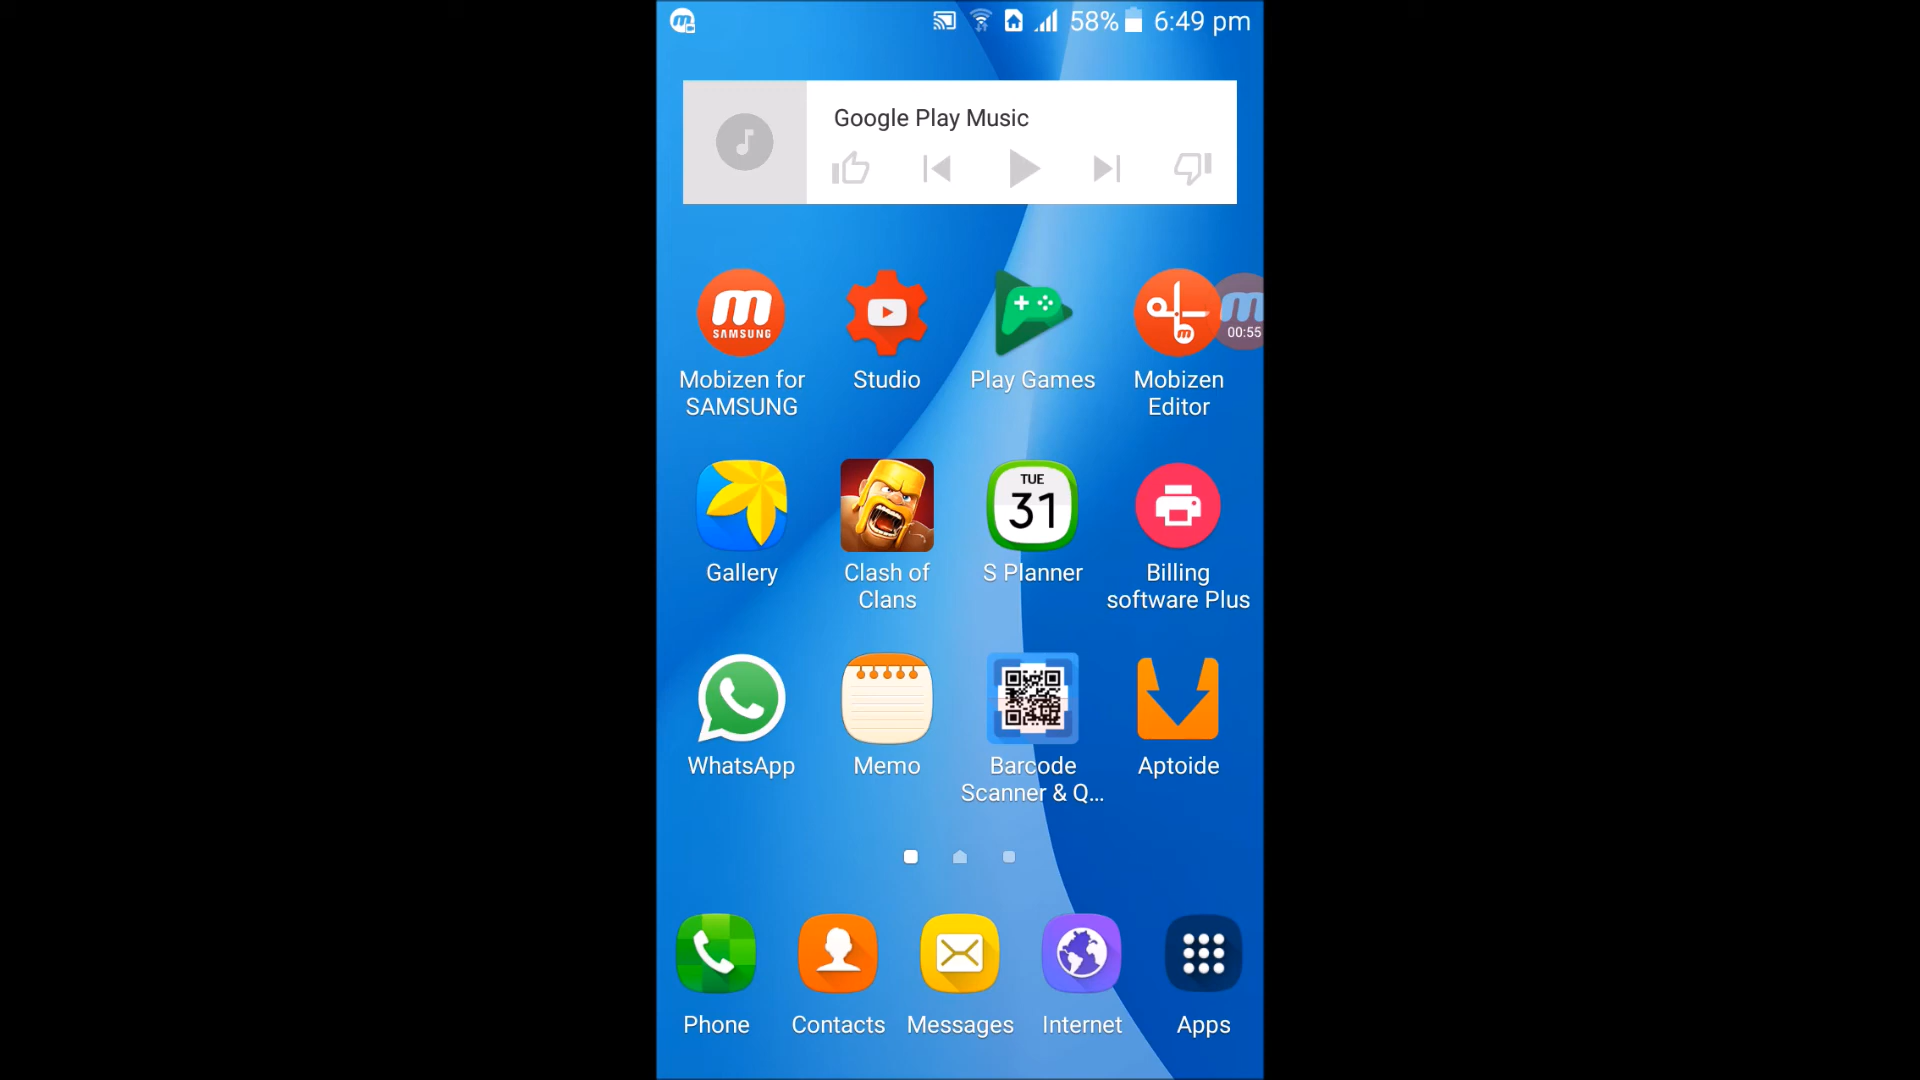 58% 6:49 pm
Google Play Music
m
SAMSUNG
00:55
Mobizen for
SAMSUNG
Studio
Play Games
Mobizen
Editor
TUE
31
Gallery
Clash of
Clans
S Planner
Billing
software Plus
WhatsApp
Memo
Barcode
Scanner & Q...
Aptoide
Phone
Contacts
Messages
Internet
Apps